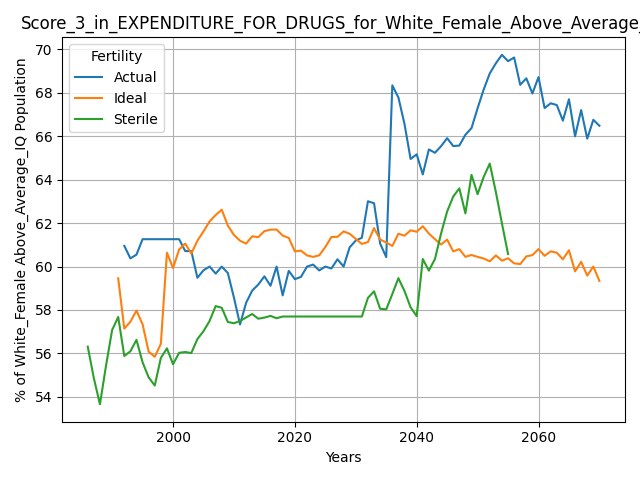 Score_3_in_EXPENDITURE_FOR_DRUGS_for_White_Female_Above_Average_
Fertility
Actual
Ideal
Sterile
% of White_Female Above_Average_IQ Population
70
68
66
64
62
60
58
56
54
2000
2020
2040
2060
Years